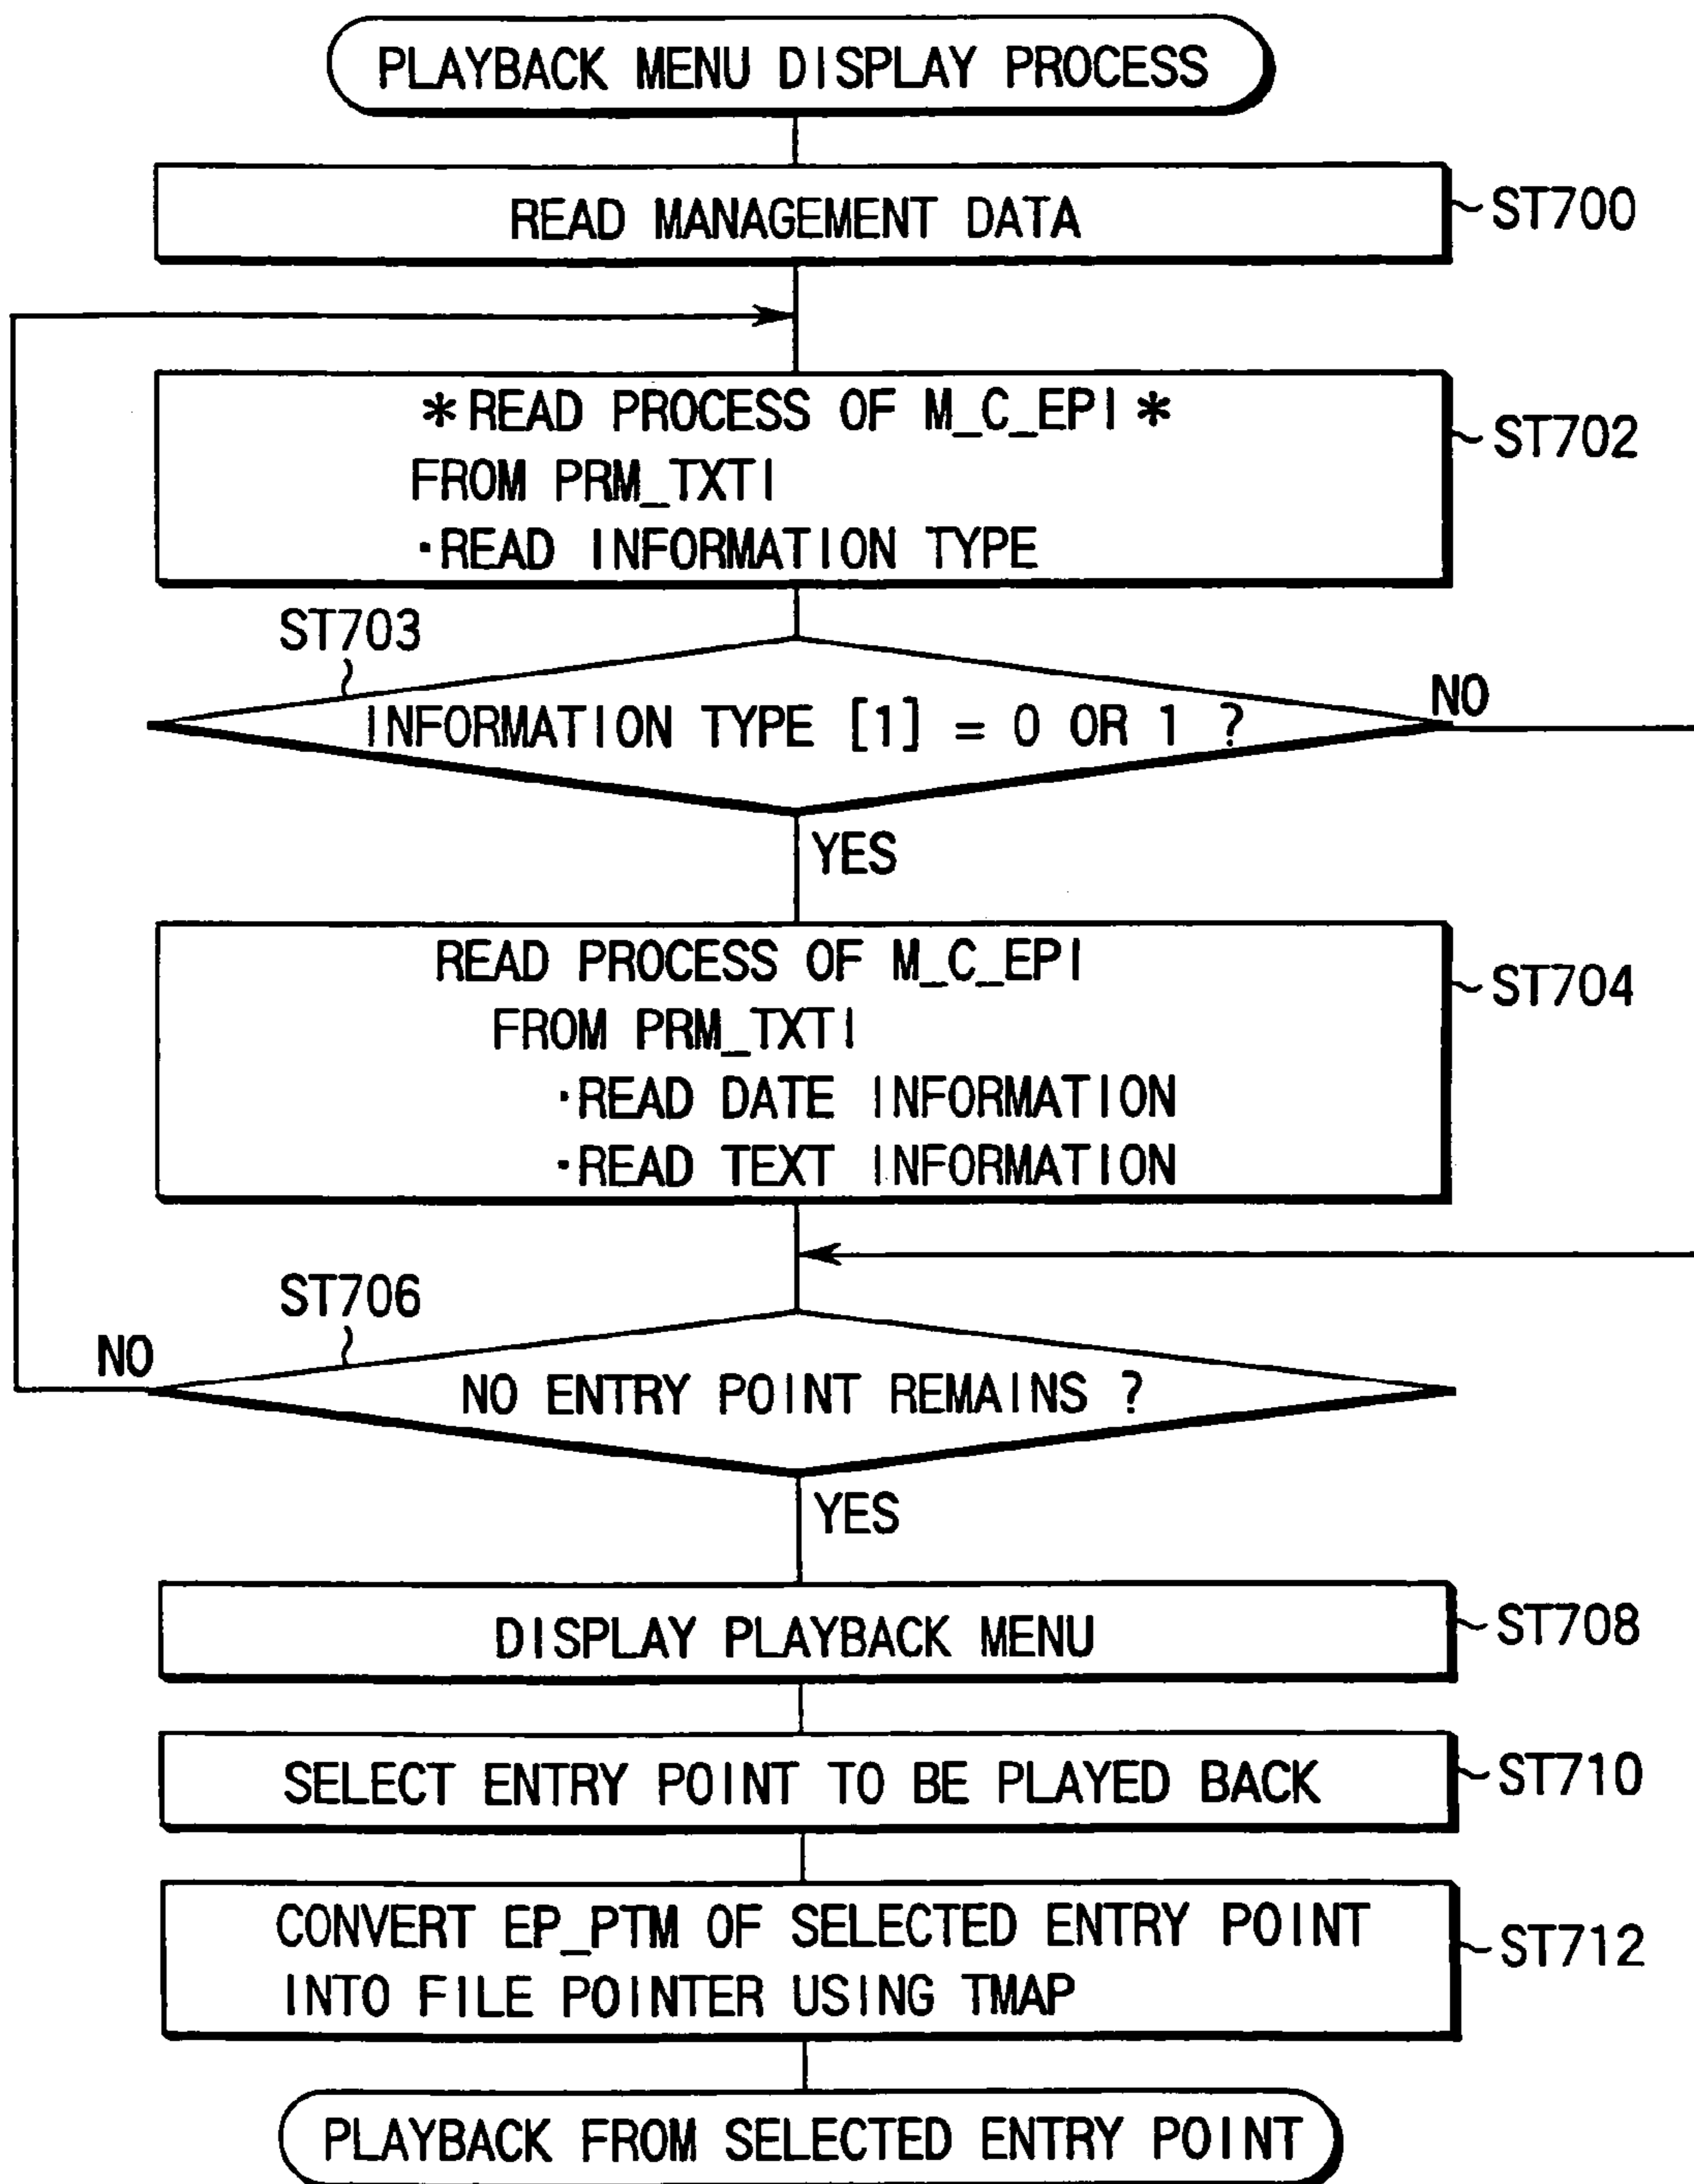 PLAYBACK MENU DISPLAY PROCESS
READ MANAGEMENT DATA
ST700
*READ PROCESS OF M_C_EPI*
FROM PRM_TXTI
·READ INFORMATION TYPE
ST702
ST703
INFORMATION TYPE [1] = 0 OR 1 ?
NO
YES
READ PROCESS OF M_C_EPI
FROM PRM_TXTI
·READ DATE INFORMATION
·READ TEXT INFORMATION
ST704
ST706
NO
NO ENTRY POINT REMAINS ?
YES
DISPLAY PLAYBACK MENU
ST708
SELECT ENTRY POINT TO BE PLAYED BACK
ST710
CONVERT EP_PTM OF SELECTED ENTRY POINT
INTO FILE POINTER USING TMAP
ST712
PLAYBACK FROM SELECTED ENTRY POINT